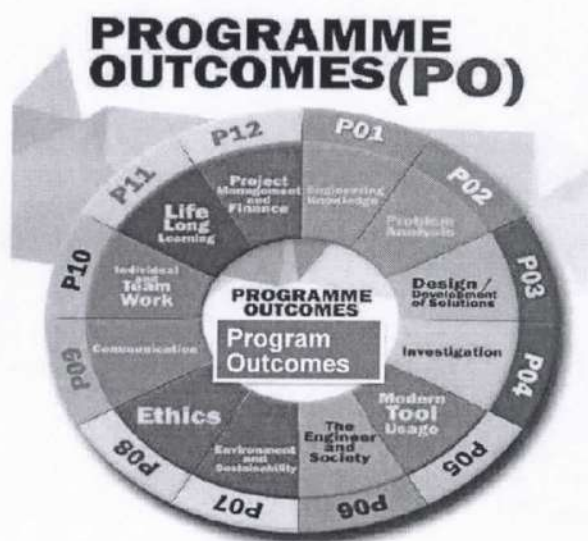 PROGRAMME
OUTCOMES(PO)
P01
Engineering
Knowledge
P02
Problem
Analysis
P03
Design /
Development
of Solutions
P04
Investigation
P05
Modern
Tool
Usage
P06
The
Engineer
and
Society
P07
Environment and
Sustainability
P08
Ethics
P09
Communication
P10
Individual
and
Team
Work
P11
Life
Long
Learning
P12
Project
Management
and
Finance
PROGRAMME
OUTCOMES
Program
Outcomes